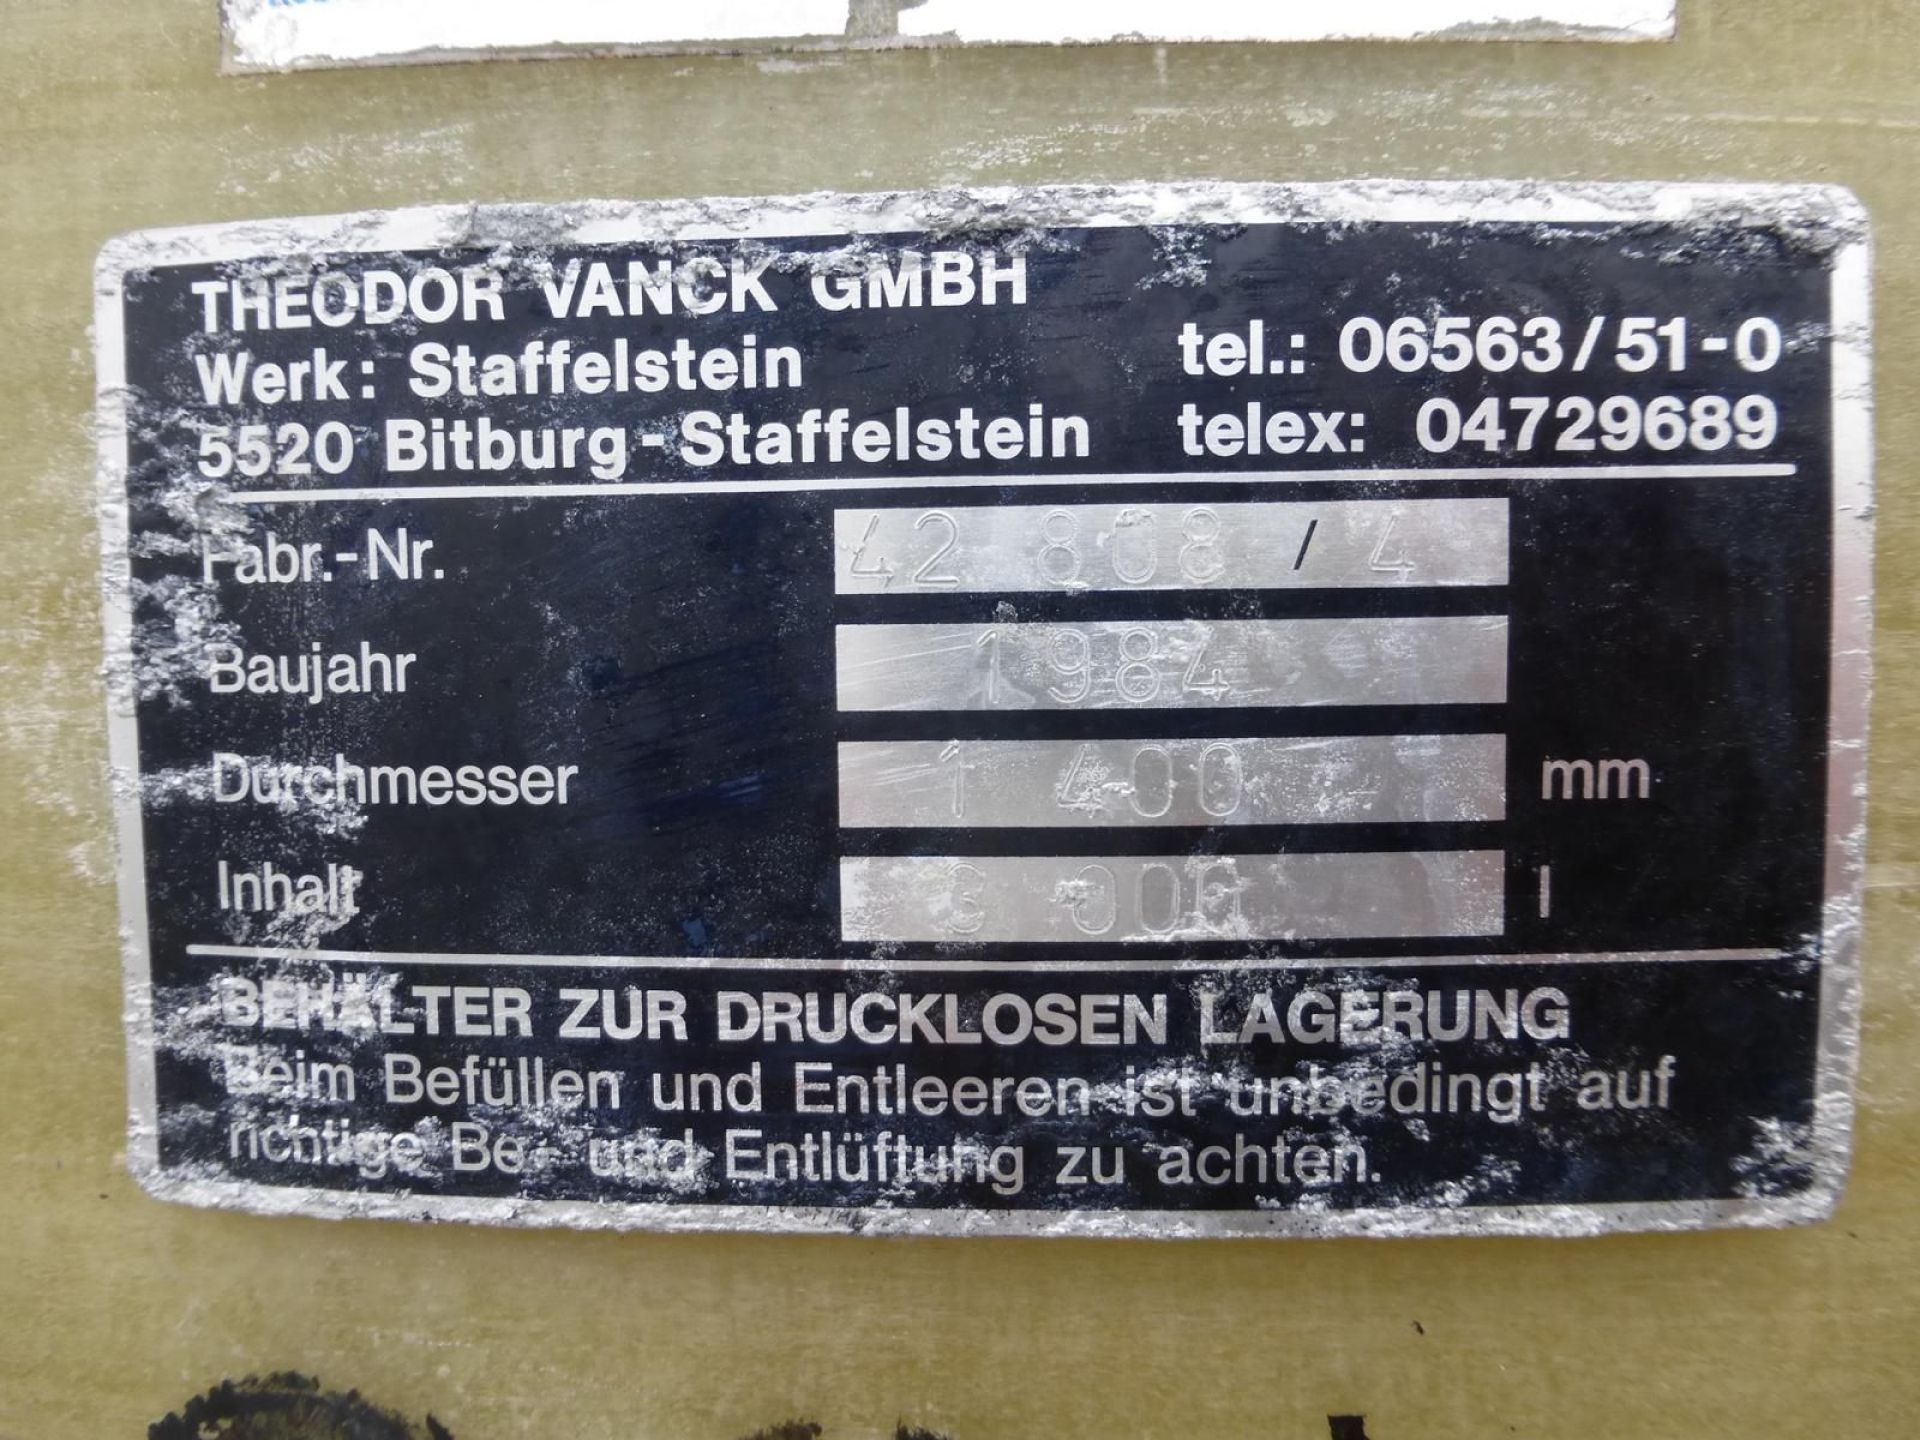 THEODOR VANCK GMBH
Werk: Staffelstein tel.: 06563/51-0
5520 Bitburg-Staffelstein telex: 04729689
Fabr.-Nr. 42 808 / 4
Baujahr 1984
Durchmesser 1 400 mm
Inhalt 000 l
BEHÄLTER ZUR DRUCKLOSEN LAGERUNG
Beim Befüllen und Entleeren ist unbedingt auf
richtige Be- und Entlüftung zu achten.